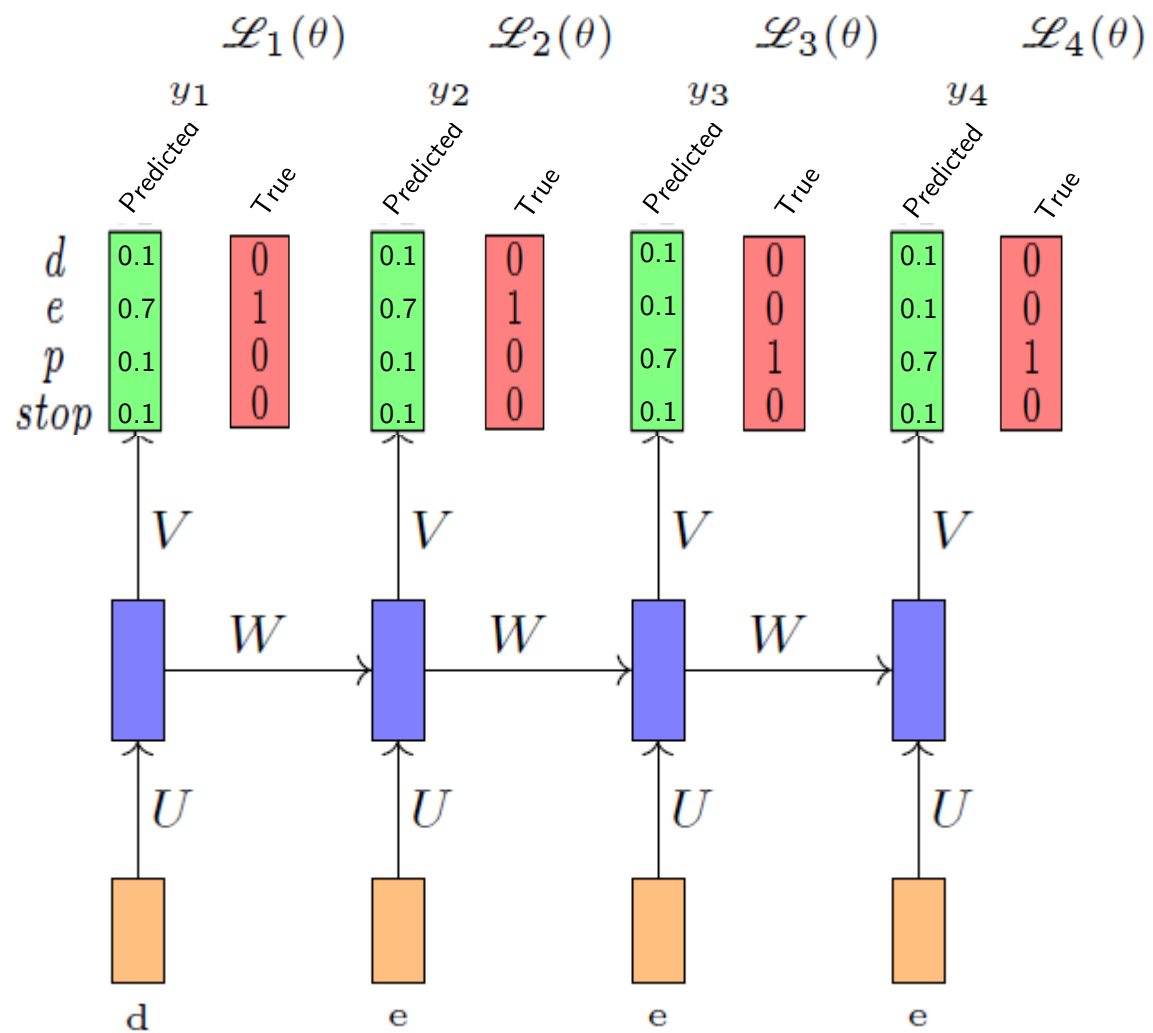 ℒ₁(θ) ℒ₂(θ) ℒ₃(θ) ℒ₄(θ)
y₁ y₂ y₃ y₄
Predicted True Predicted True Predicted True Predicted True
d 0.1 0 0.1 0 0.1 0 0.1 0
e 0.7 1 0.7 1 0.1 0 0.1 0
p 0.1 0 0.1 0 0.7 1 0.7 1
stop 0.1 0 0.1 0 0.1 0 0.1 0
V V V V
W W W
U U U U
d e e e